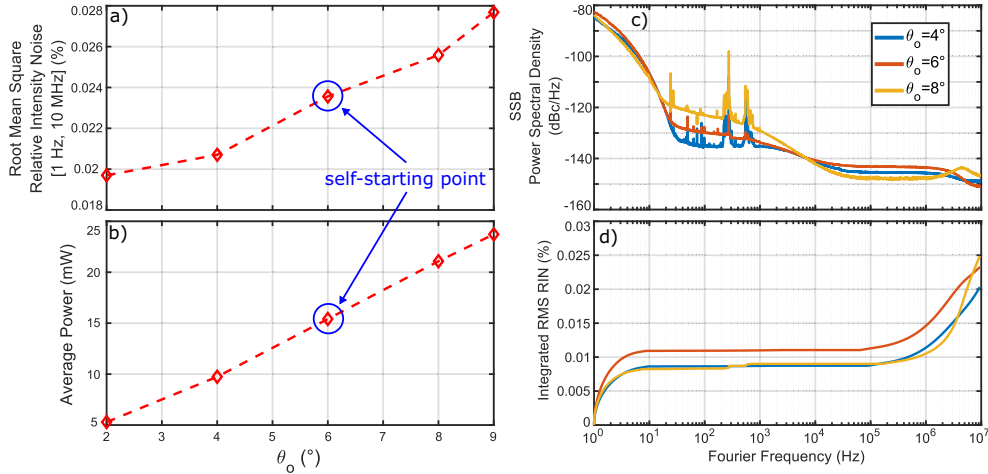 a)
Root Mean Square
Relative Intensity Noise
[1 Hz, 10 MHz] (%)
0.028
0.026
0.024
0.022
0.02
0.018
self-starting point
b)
Average Power (mW)
25
20
15
10
5
2 3 4 5 6 7 8 9
θo (°)
c)
SSB
Power Spectral Density
(dBc/Hz)
-100
-120
-140
-160
θo=4°
θo=6°
θo=8°
d)
Integrated RMS RIN (%)
0.03
0.025
0.02
0.015
0.01
0.005
0
10^0 10^1 10^2 10^3 10^4 10^5 10^6 10^7
Fourier Frequency (Hz)